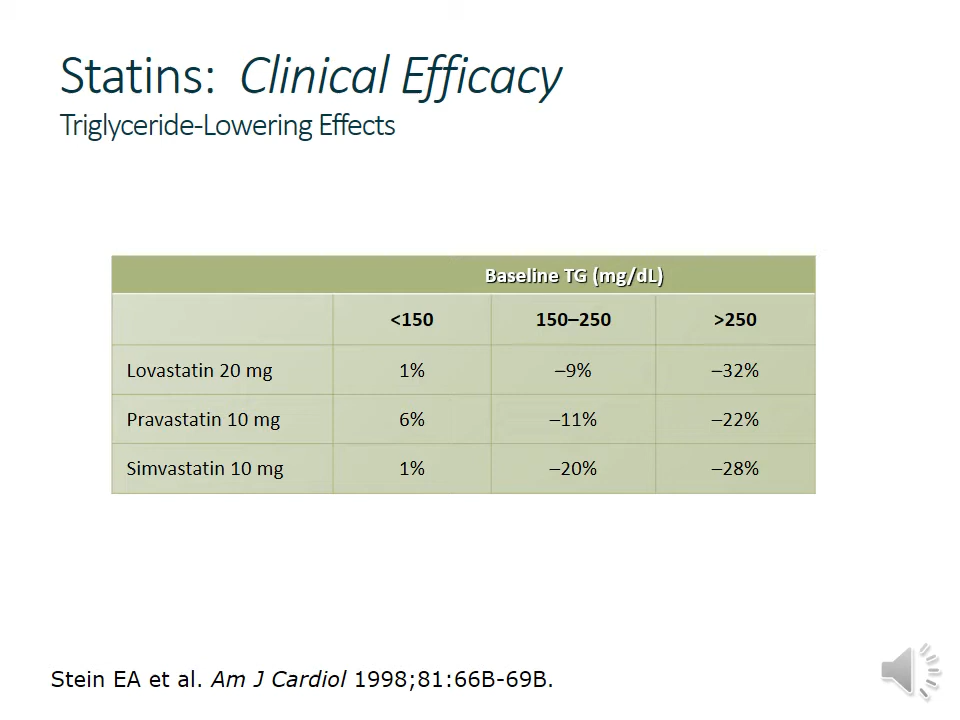 Statins: Clinical Efficacy
Triglyceride-Lowering Effects
Baseline TG (mg/dL)
<150 150–250 >250
Lovastatin 20 mg 1% –9% –32%
Pravastatin 10 mg 6% –11% –22%
Simvastatin 10 mg 1% –20% –28%
Stein EA et al. Am J Cardiol 1998;81:66B-69B.